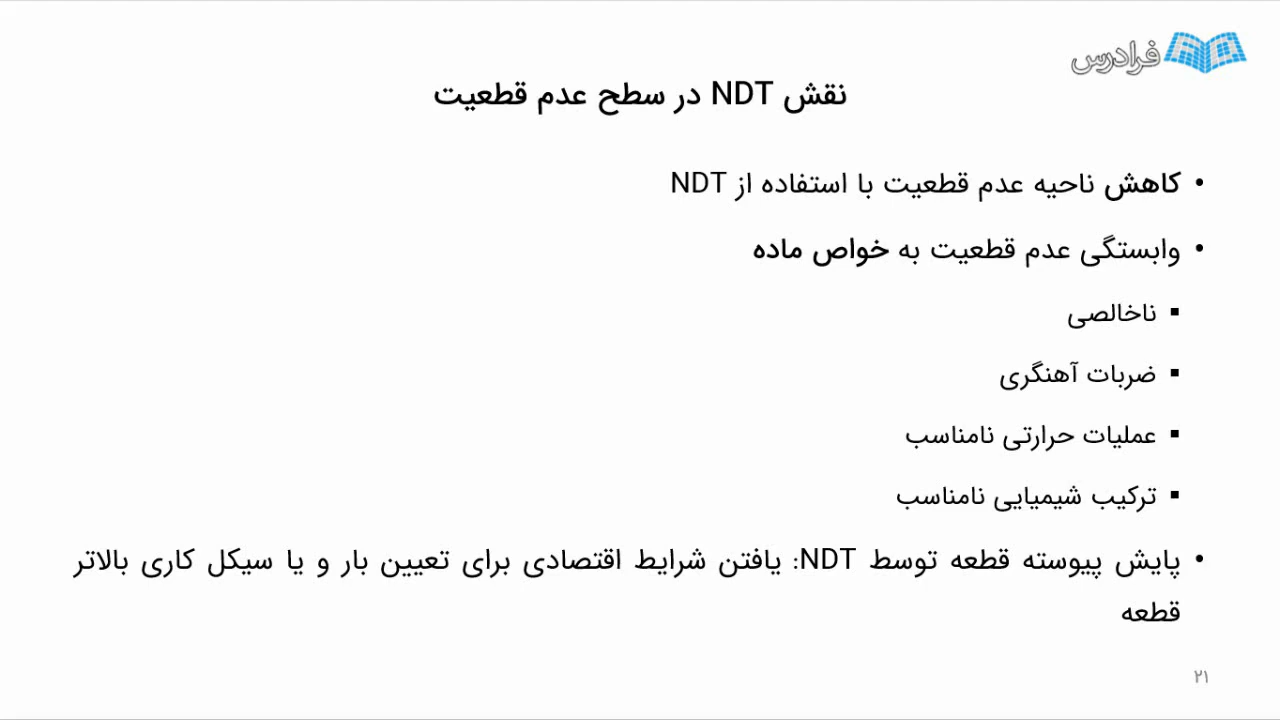 فرادرس
نقش NDT در سطح عدم قطعیت
• کاهش ناحیه عدم قطعیت با استفاده از NDT
• وابستگی عدم قطعیت به خواص ماده
▪ ناخالصی
▪ ضربات آهنگری
▪ عملیات حرارتی نامناسب
▪ ترکیب شیمیایی نامناسب
• پایش پیوسته قطعه توسط NDT: یافتن شرایط اقتصادی برای تعیین بار و یا سیکل کاری بالاتر
قطعه
۲۱